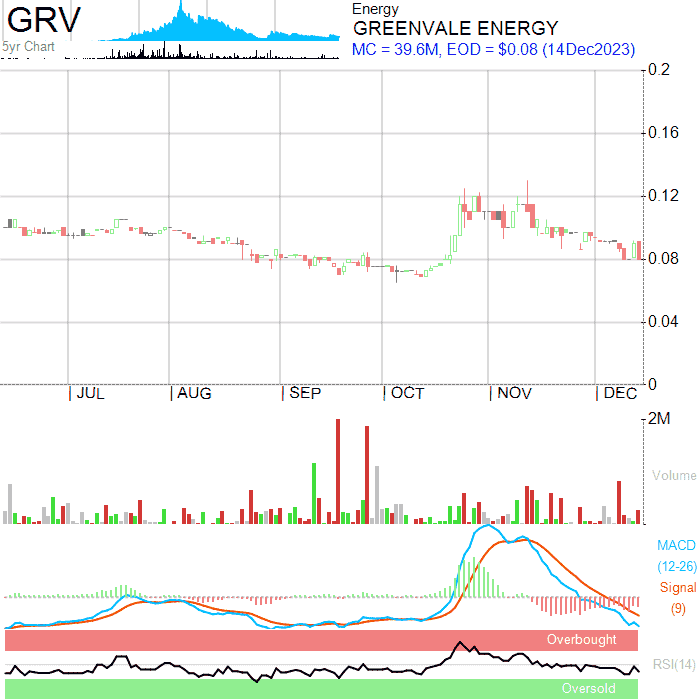 GRV
5yr Chart
Energy
GREENVALE ENERGY
MC = 39.6M, EOD = $0.08 (14Dec2023)
0.2
0.16
0.12
0.08
0.04
0
JUL AUG SEP OCT NOV DEC
2M
Volume
MACD
(12-26)
Signal
(9)
Overbought
RSI(14)
Oversold